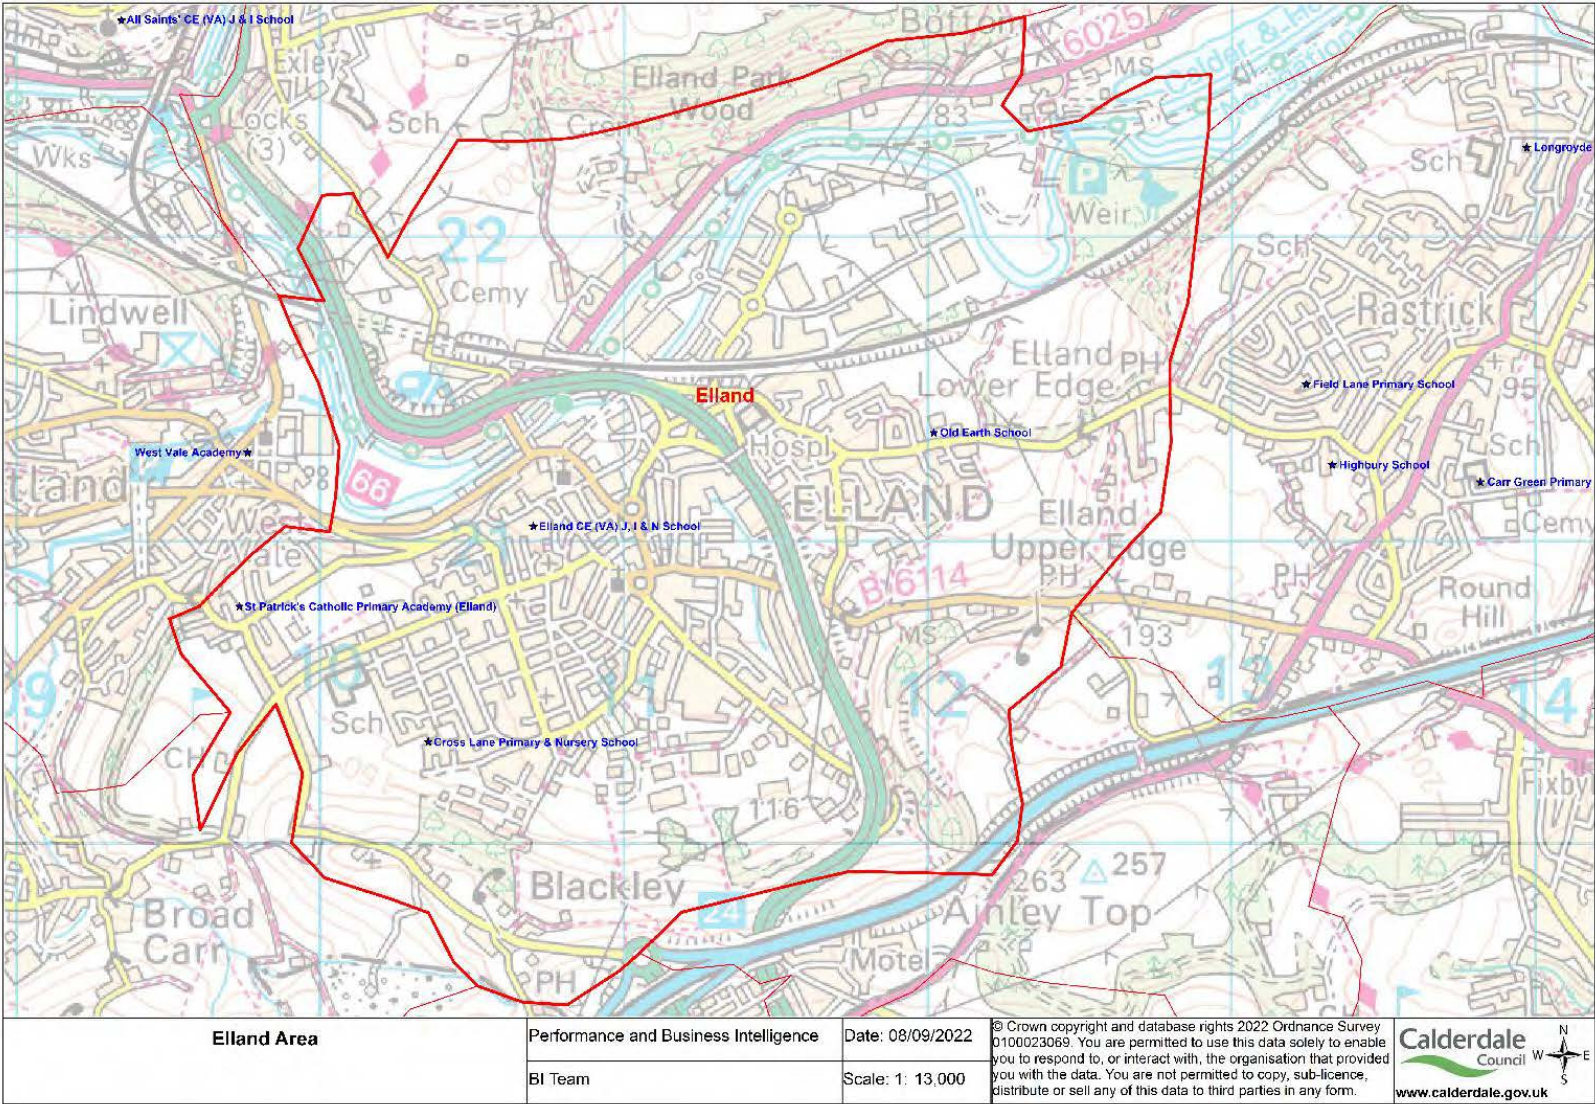 ★All Saints' CE (VA) J & I School
Exley
Elland Park
Wood
6025
MS
Calder & He
Navigation
Locks
(3)
Sch
83
Wks
Sch
★Longroyde
P
Weir
22
Cemy
Sch
Lindwell
Rastrick
Elland
PH
Lower Edge
★Field Lane Primary School
95
Elland
Hospl
★Old Earth School
West Vale Academy★
★Highbury School
Sch
★Carr Green Primary
tland
66
ELLAND
Elland
Upper Edge
PH
Cemy
★Elland CE (VA) J, I & N School
West
Vale
21
B 6114
PH
Round
Hill
★St Patrick's Catholic Primary Academy (Elland)
MS
193
09
10
11
12
13
14
Sch
★Cross Lane Primary & Nursery School
CH
116
Fixby
Blackley
24
263
257
Ainley Top
Broad
Carr
PH
Motel
Elland Area
Performance and Business Intelligence
BI Team
Date: 08/09/2022
Scale: 1: 13,000
© Crown copyright and database rights 2022 Ordnance Survey
0100023069. You are permitted to use this data solely to enable
you to respond to, or interact with, the organisation that provided
you with the data. You are not permitted to copy, sub-licence,
distribute or sell any of this data to third parties in any form.
Calderdale
Council
N
W
E
S
www.calderdale.gov.uk